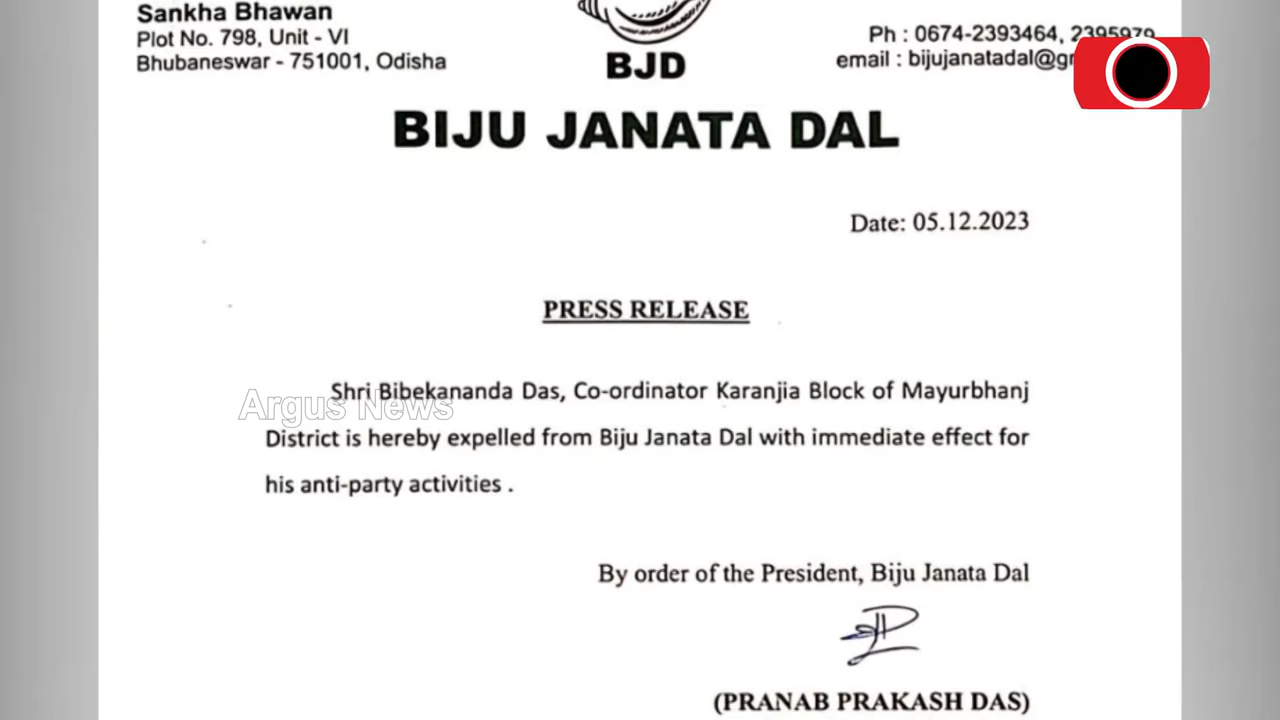 Sankha Bhawan
Plot No. 798, Unit - VI
Bhubaneswar - 751001, Odisha
BJD
Ph : 0674-2393464, 2395979
email : bijujanatadal@
BIJU JANATA DAL
Date: 05.12.2023
PRESS RELEASE
Shri Bibekananda Das, Co-ordinator Karanjia Block of Mayurbhanj
District is hereby expelled from Biju Janata Dal with immediate effect for
his anti-party activities .
Argus News
By order of the President, Biju Janata Dal
(PRANAB PRAKASH DAS)